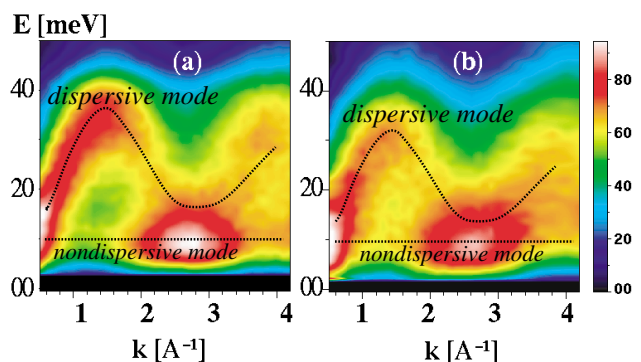 E [meV]
(a)
(b)
dispersive mode
dispersive mode
nondispersive mode
nondispersive mode
40
20
00
40
20
00
1 2 3 4
1 2 3 4
k [A⁻¹]
k [A⁻¹]
80
60
40
20
00